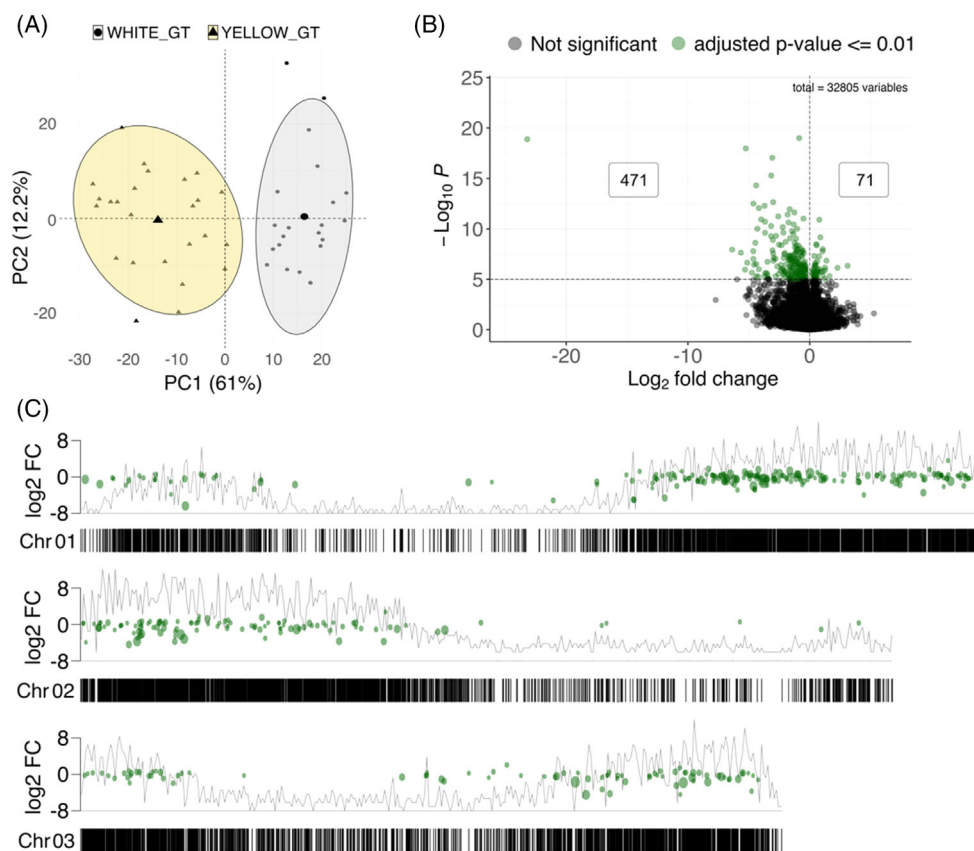 (A)
WHITE_GT YELLOW_GT
20
0
-20
PC2 (12.2%)
-30 -20 -10 0 10 20
PC1 (61%)
(B)
Not significant adjusted p-value <= 0.01
total = 32805 variables
25
20
15
10
5
0
471
71
-Log10 P
-20 -10 0
Log2 fold change
(C)
8
0
-8
log2 FC
Chr 01
8
0
-8
log2 FC
Chr 02
8
0
-8
log2 FC
Chr 03